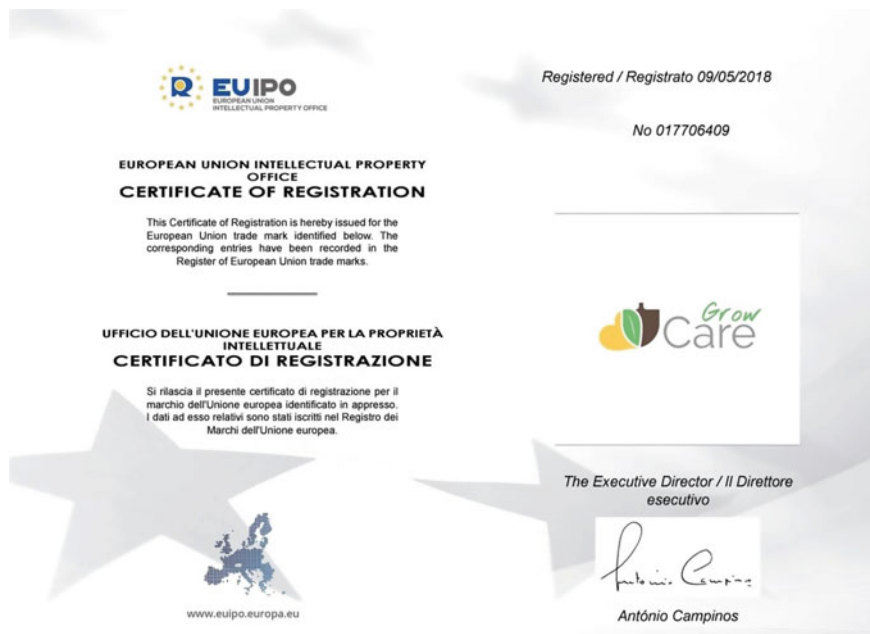 EUIPO
EUROPEAN UNION
INTELLECTUAL PROPERTY OFFICE
EUROPEAN UNION INTELLECTUAL PROPERTY
OFFICE
CERTIFICATE OF REGISTRATION
This Certificate of Registration is hereby issued for the
European Union trade mark identified below. The
corresponding entries have been recorded in the
Register of European Union trade marks.
UFFICIO DELL'UNIONE EUROPEA PER LA PROPRIETÀ
INTELLETTUALE
CERTIFICATO DI REGISTRAZIONE
Si rilascia il presente certificato di registrazione per il
marchio dell'Unione europea identificato in appresso.
I dati ad esso relativi sono stati iscritti nel Registro dei
Marchi dell'Unione europea.
www.euipo.europa.eu
Registered / Registrato 09/05/2018
No 017706409
Grow
Care
The Executive Director / Il Direttore
esecutivo
António Campinos
António Campinos